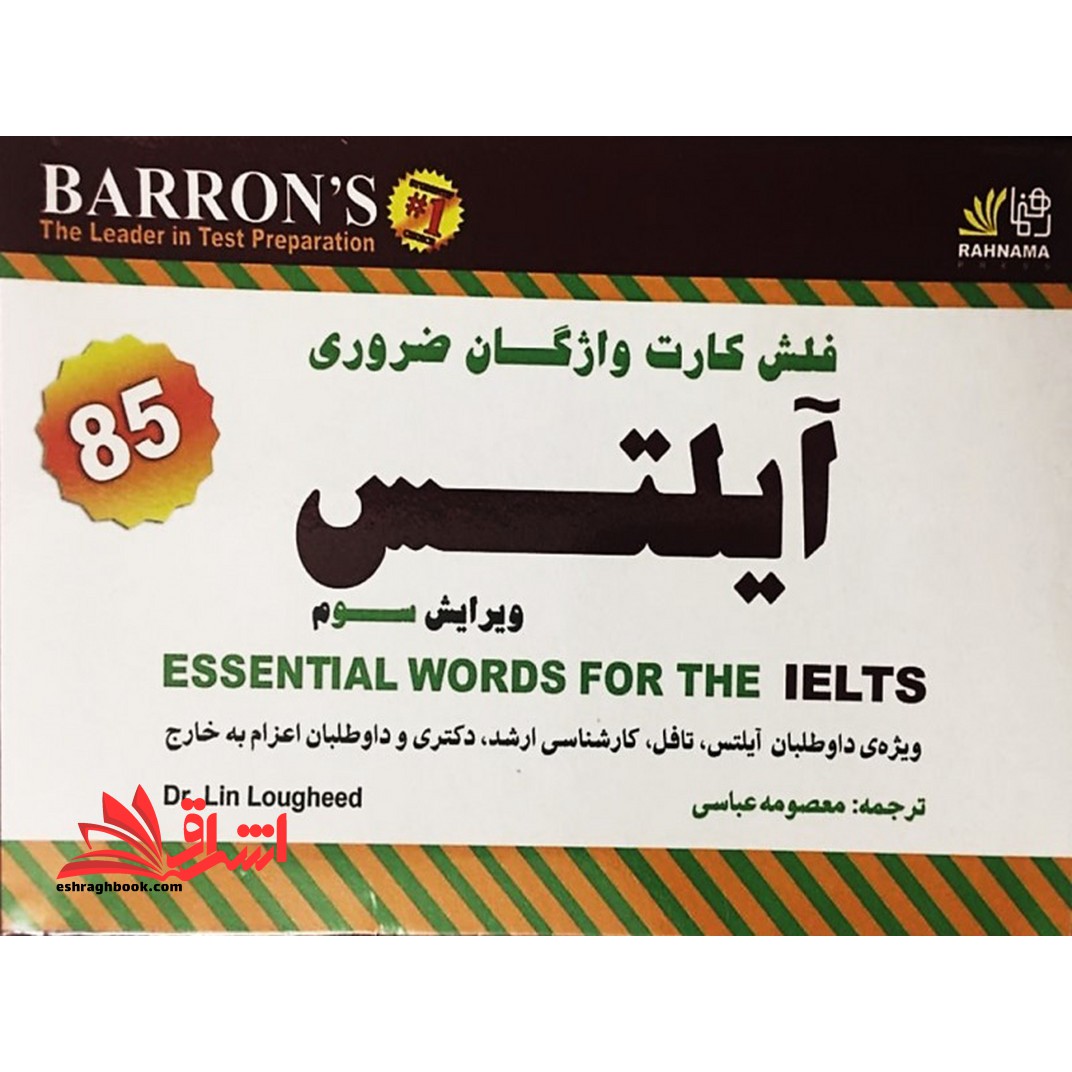 BARRON'S
#1
The Leader in Test Preparation
رهنما
RAHNAMA
PRESS
فلش کارت واژگان ضروری
85
آیلتس
ویرایش سوم
ESSENTIAL WORDS FOR THE IELTS
ویژه‌ی داوطلبان آیلتس، تافل، کارشناسی ارشد، دکتری و داوطلبان اعزام به خارج
Dr. Lin Lougheed
ترجمه: معصومه عباسی
اشراق
eshraghbook.com